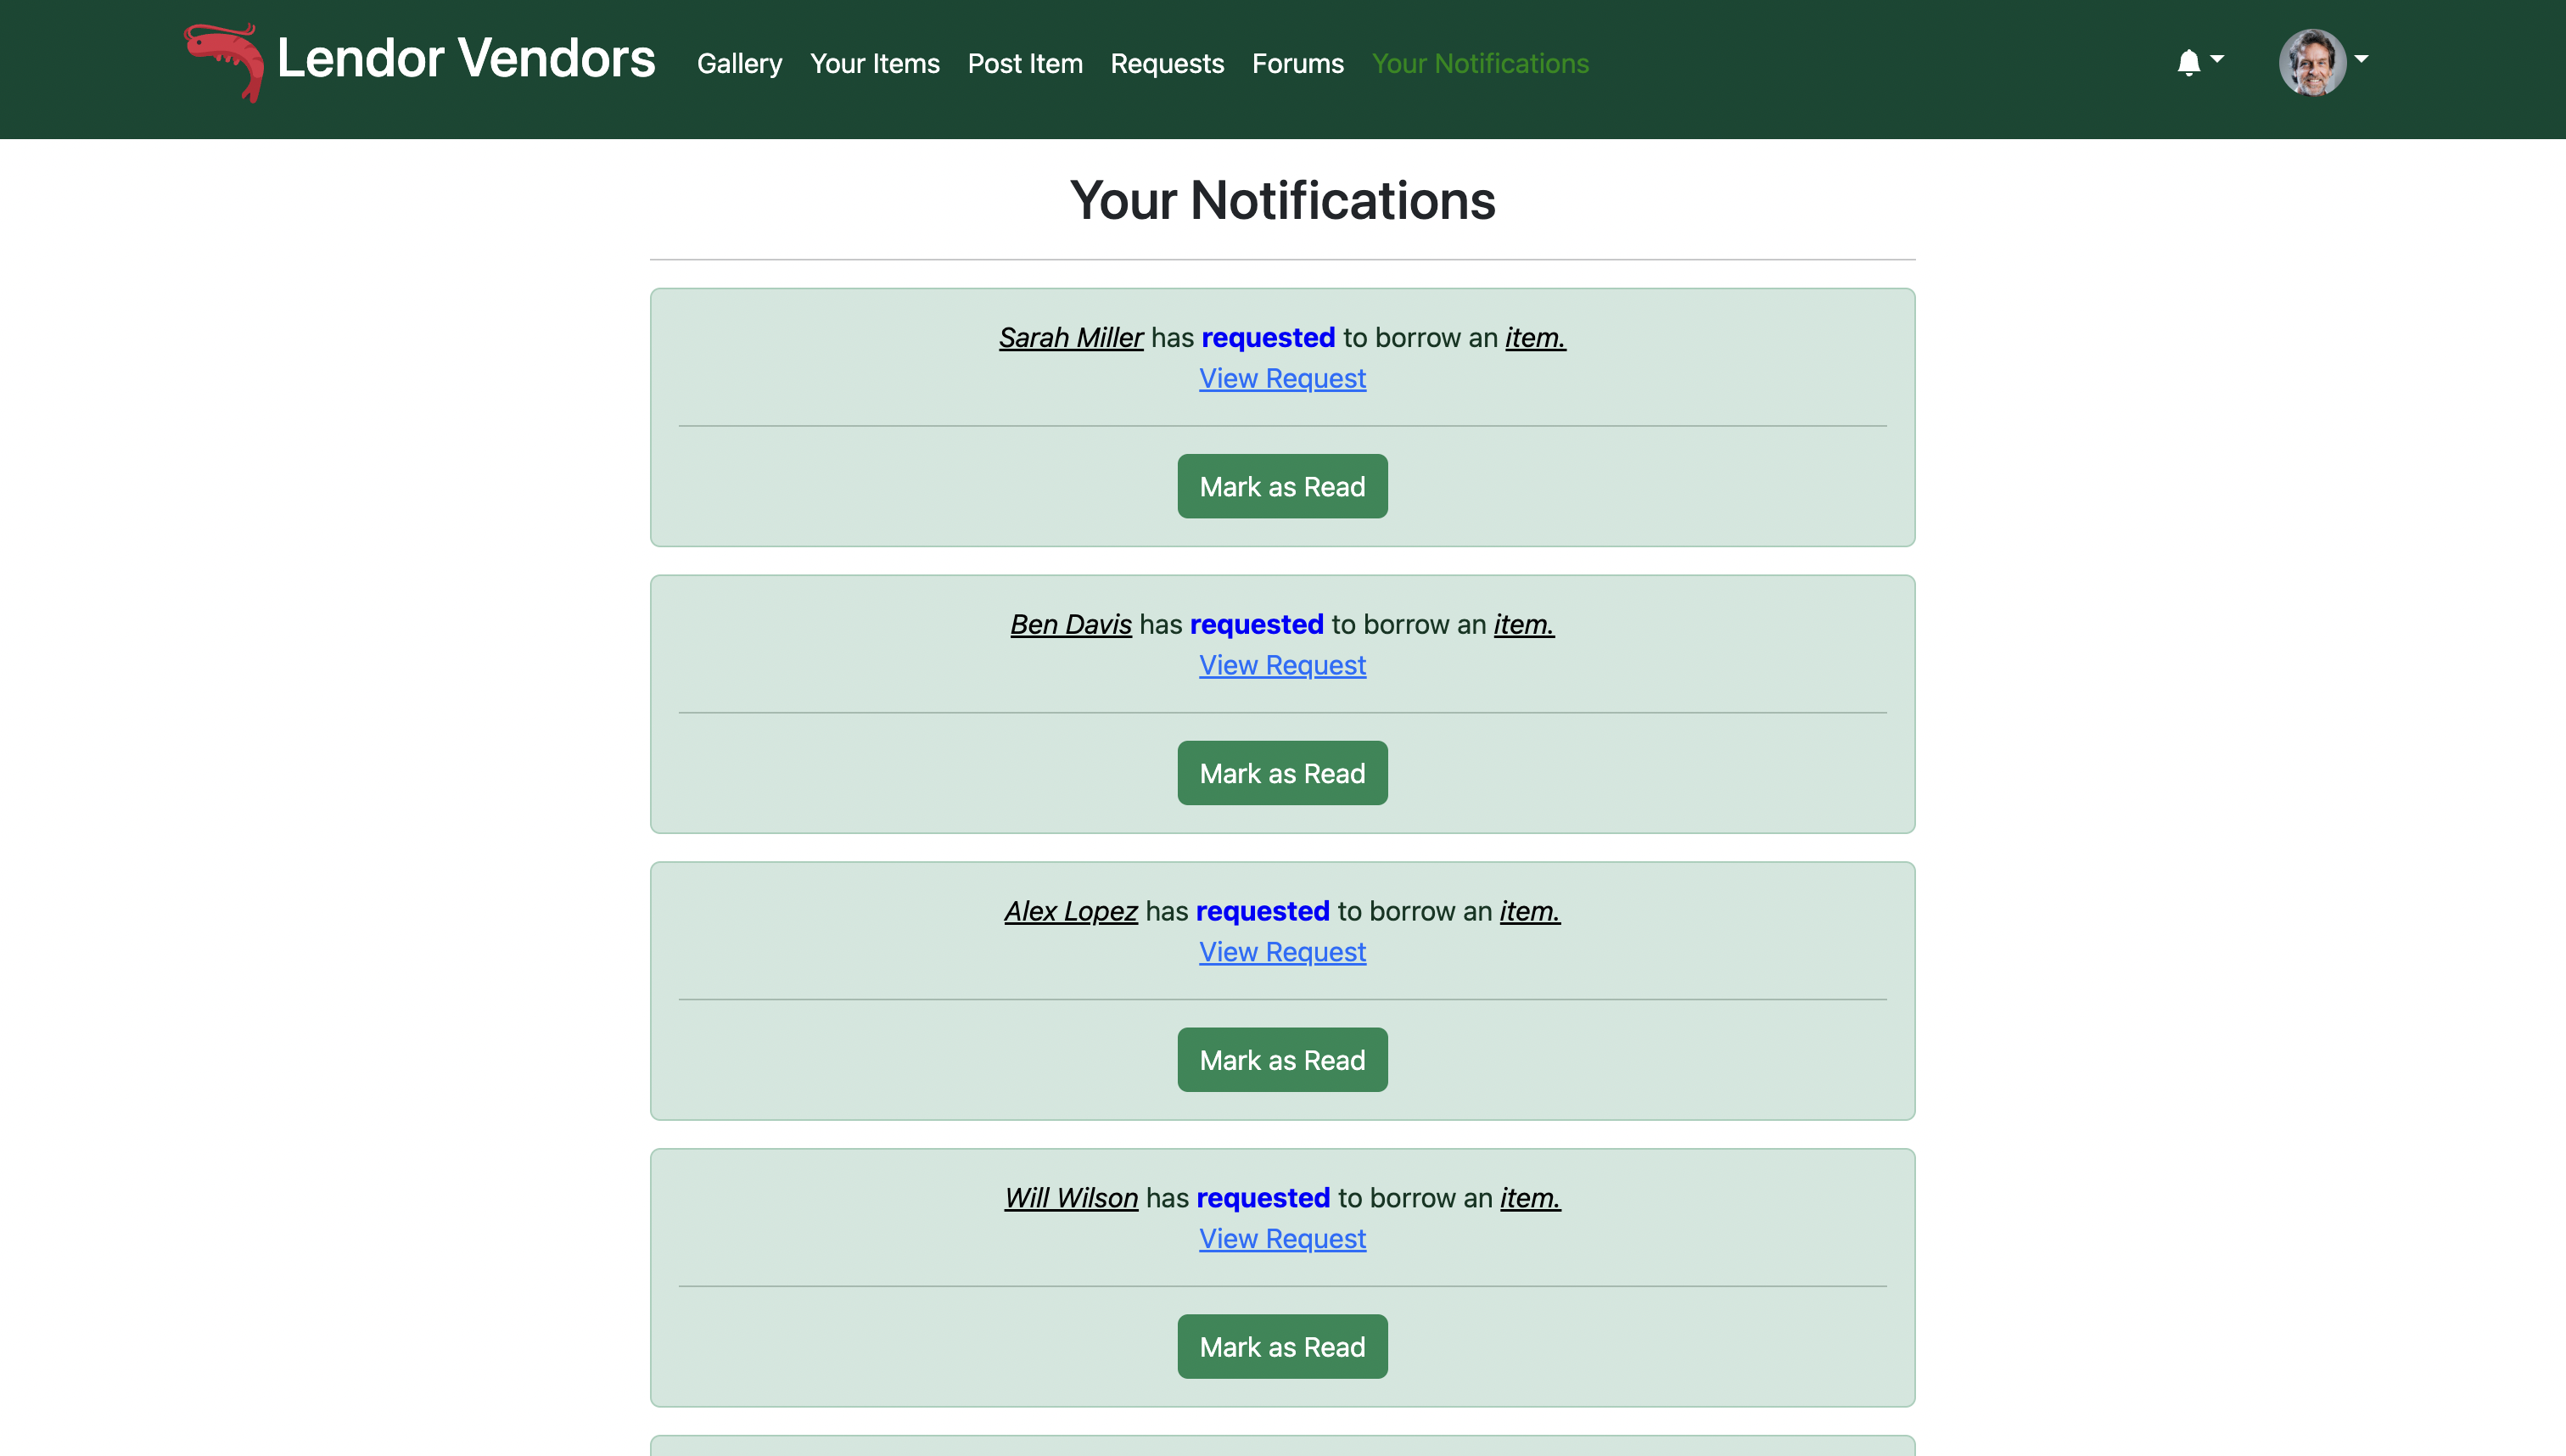 Lendor Vendors Gallery Your Items Post Item Requests Forums Your Notifications
Your Notifications
Sarah Miller has requested to borrow an item.
View Request
Mark as Read
Ben Davis has requested to borrow an item.
View Request
Mark as Read
Alex Lopez has requested to borrow an item.
View Request
Mark as Read
Will Wilson has requested to borrow an item.
View Request
Mark as Read